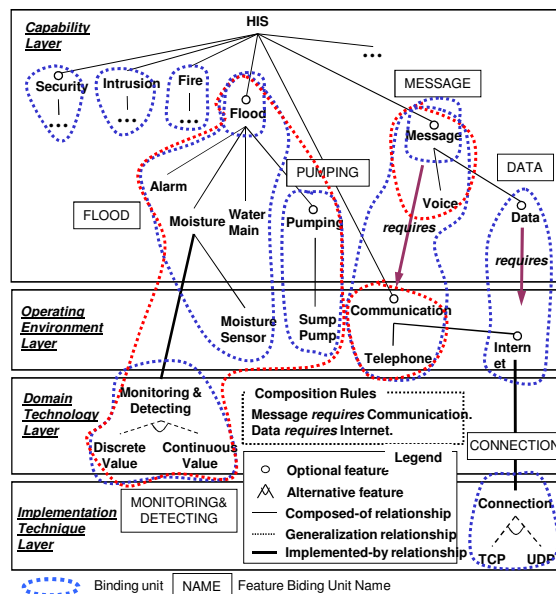 HIS
Capability
Layer
...
Security
Intrusion
Fire
...
...
...
Flood
MESSAGE
Message
Alarm
PUMPING
DATA
FLOOD
Moisture
Water
Main
Pumping
Voice
Data
requires
requires
Operating
Environment
Layer
Moisture
Sensor
Sump
Pump
Communication
Telephone
Intern
et
Domain
Technology
Layer
Monitoring &
Detecting
Discrete
Value
Continuous
Value
Composition Rules
Message requires Communication.
Data requires Internet.
CONNECTION
Legend
Optional feature
Alternative feature
Composed-of relationship
Generalization relationship
Implemented-by relationship
MONITORING&
DETECTING
Implementation
Technique
Layer
Connection
TCP
UDP
Binding unit
NAME
Feature Biding Unit Name